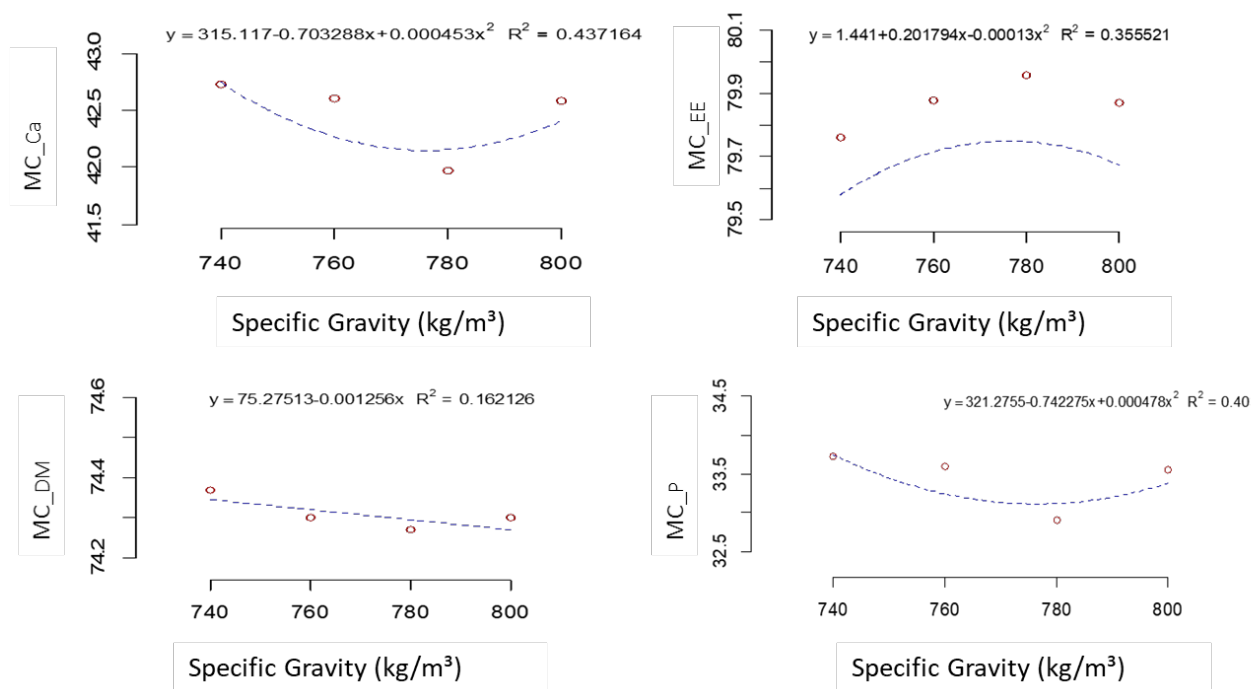 y = 315.117-0.703288x+0.000453x² R² = 0.437164
MC_Ca
43.0
42.5
42.0
41.5
740 760 780 800
Specific Gravity (kg/m³)
y = 1.441+0.201794x-0.00013x² R² = 0.355521
MC_EE
80.1
79.9
79.7
79.5
740 760 780 800
Specific Gravity (kg/m³)
y = 75.27513-0.001256x R² = 0.162126
MC_DM
74.6
74.4
74.2
740 760 780 800
Specific Gravity (kg/m³)
y = 321.2755-0.742275x+0.000478x² R² = 0.40
MC_P
34.5
33.5
32.5
740 760 780 800
Specific Gravity (kg/m³)